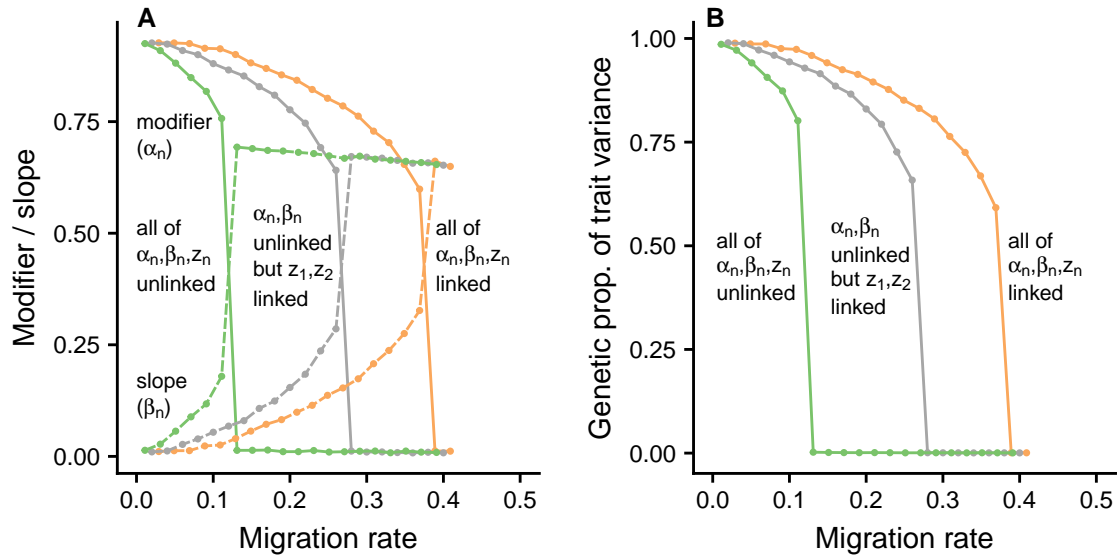 A
Modifier / slope
0.75
0.50
0.25
0.00
modifier
(αₙ)
all of
αₙ,βₙ,zₙ
unlinked
αₙ,βₙ
unlinked
but z₁,z₂
linked
all of
αₙ,βₙ,zₙ
linked
slope
(βₙ)
0.0 0.1 0.2 0.3 0.4 0.5
Migration rate
B
Genetic prop. of trait variance
1.00
0.75
0.50
0.25
0.00
all of
αₙ,βₙ,zₙ
unlinked
αₙ,βₙ
unlinked
but z₁,z₂
linked
all of
αₙ,βₙ,zₙ
linked
0.0 0.1 0.2 0.3 0.4 0.5
Migration rate